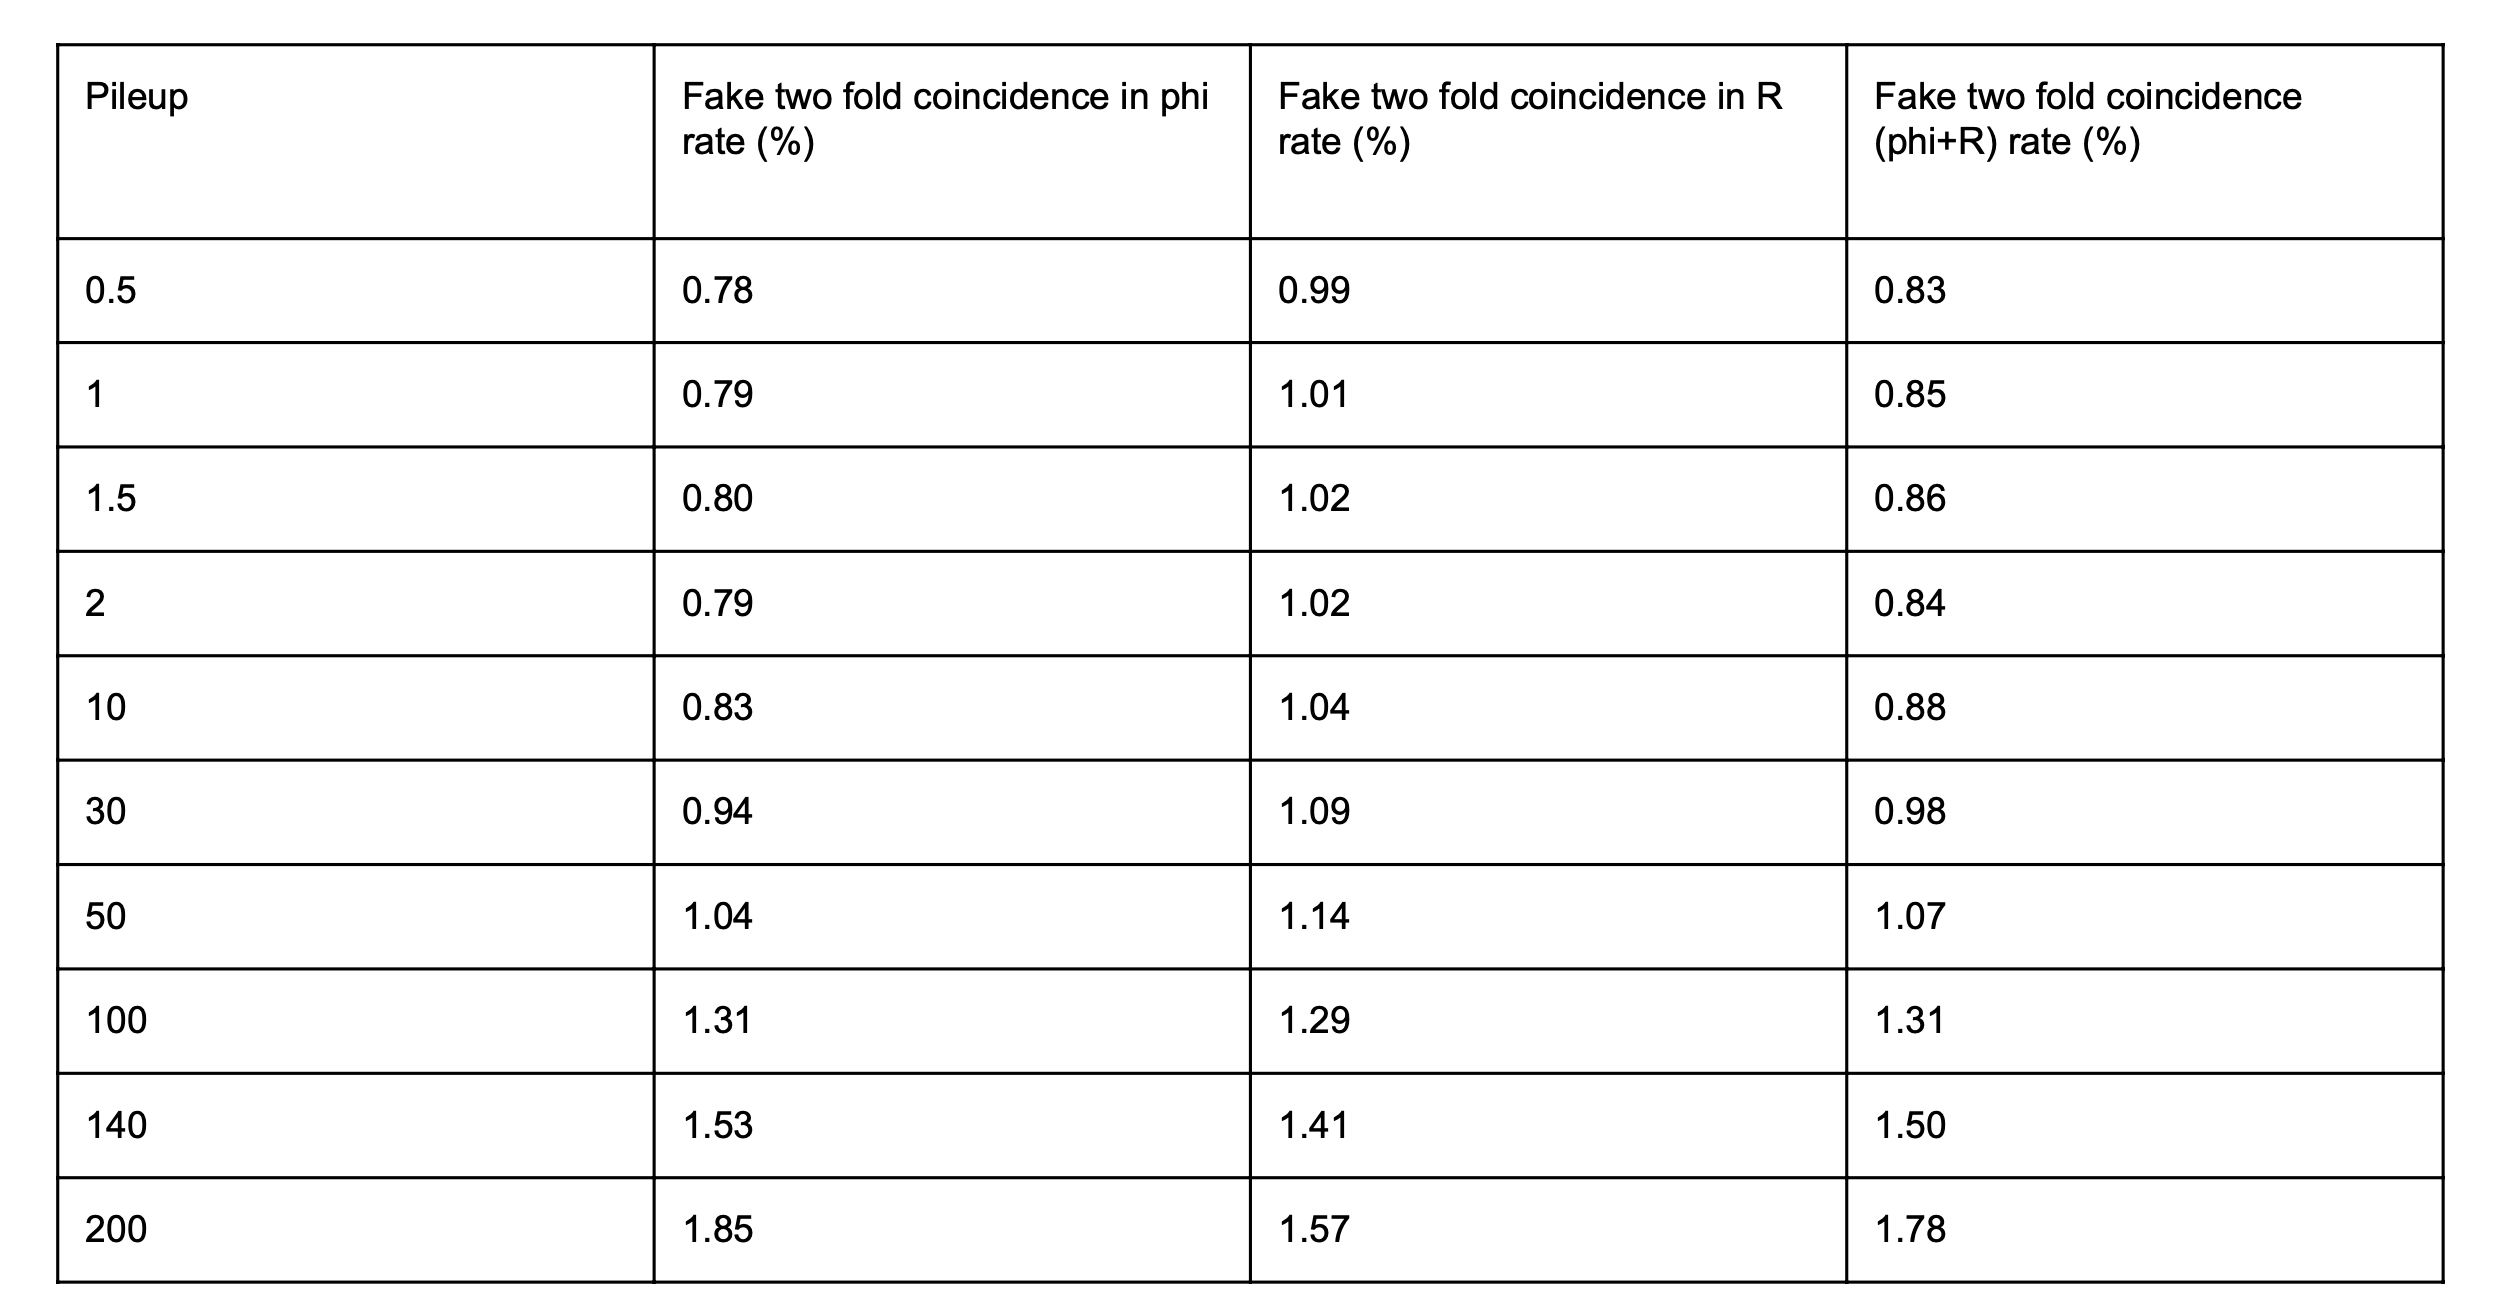 Pileup
Fake two fold coincidence in phi
rate (%)
Fake two fold coincidence in R
rate (%)
Fake two fold coincidence
(phi+R) rate (%)
0.5 0.78 0.99 0.83
1 0.79 1.01 0.85
1.5 0.80 1.02 0.86
2 0.79 1.02 0.84
10 0.83 1.04 0.88
30 0.94 1.09 0.98
50 1.04 1.14 1.07
100 1.31 1.29 1.31
140 1.53 1.41 1.50
200 1.85 1.57 1.78